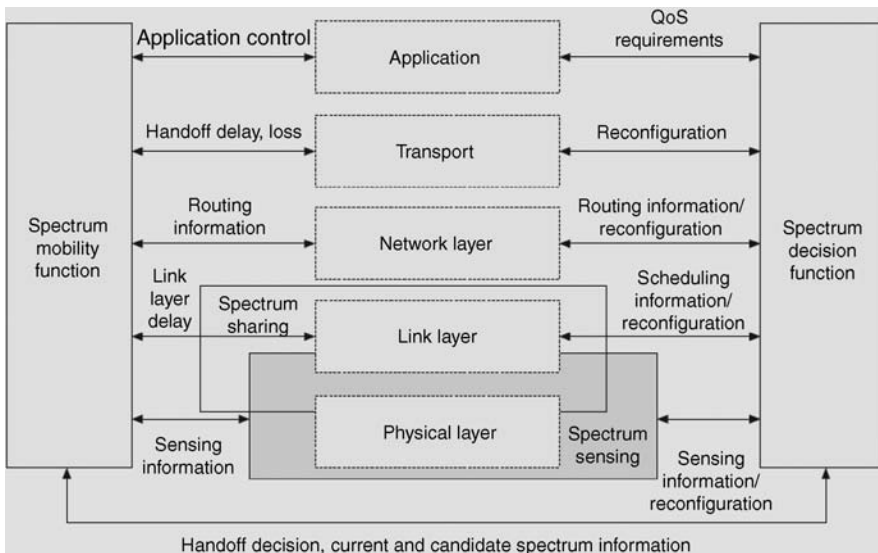 Application control
Application
QoS
requirements
Handoff delay, loss
Transport
Reconfiguration
Spectrum
mobility
function
Routing
information
Network layer
Routing information/
reconfiguration
Spectrum
decision
function
Link
layer
delay
Spectrum
sharing
Link layer
Scheduling
information/
reconfiguration
Sensing
information
Physical layer
Spectrum
sensing
Sensing
information/
reconfiguration
Handoff decision, current and candidate spectrum information